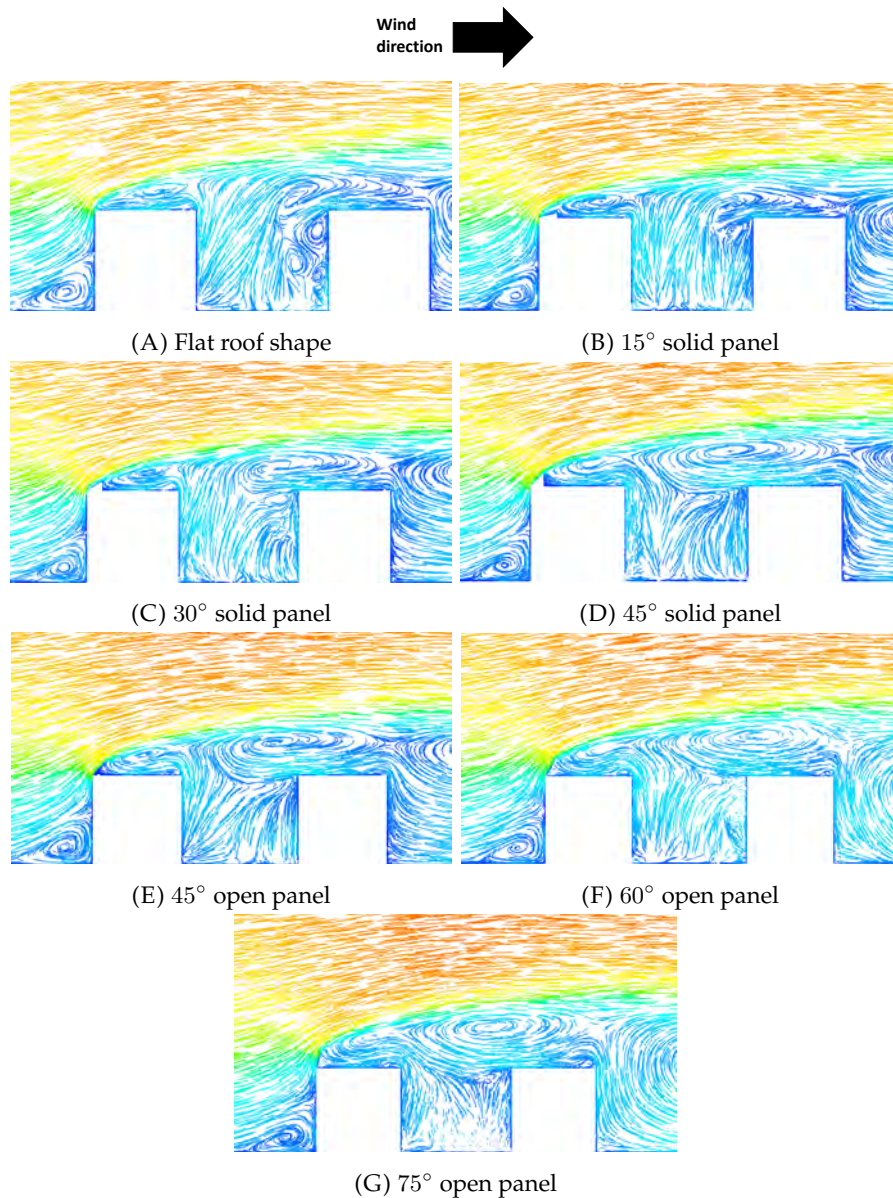 Wind
direction
(A) Flat roof shape
(B) 15° solid panel
(C) 30° solid panel
(D) 45° solid panel
(E) 45° open panel
(F) 60° open panel
(G) 75° open panel